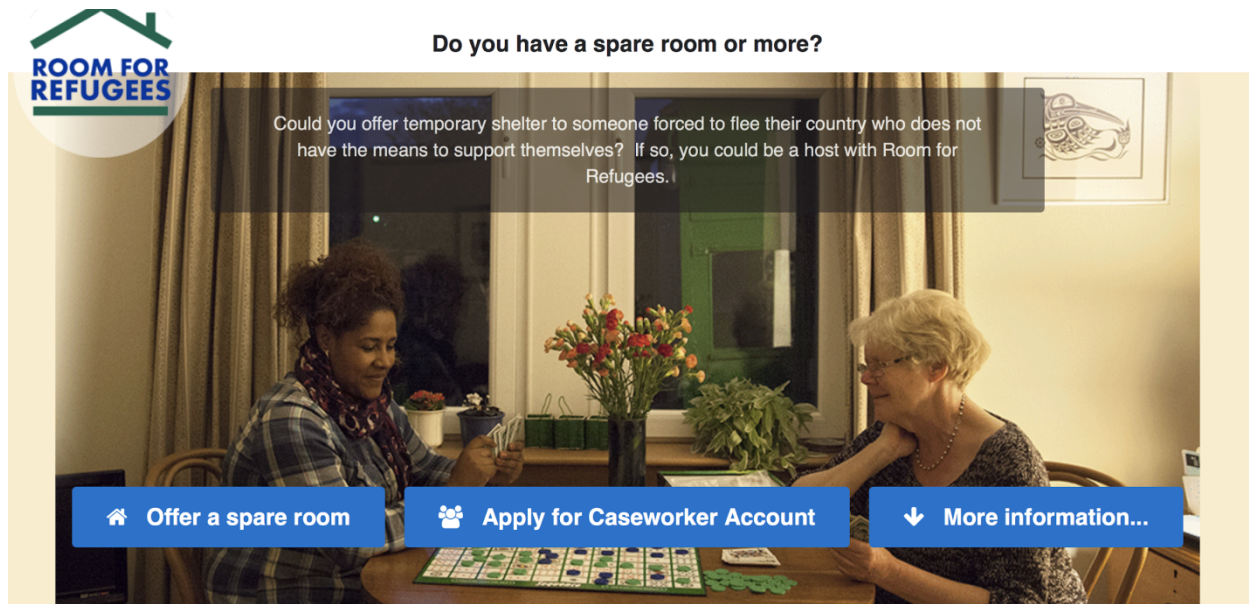 ROOM FOR
REFUGEES
Do you have a spare room or more?
Could you offer temporary shelter to someone forced to flee their country who does not
have the means to support themselves?  If so, you could be a host with Room for
Refugees.
Offer a spare room
Apply for Caseworker Account
More information...